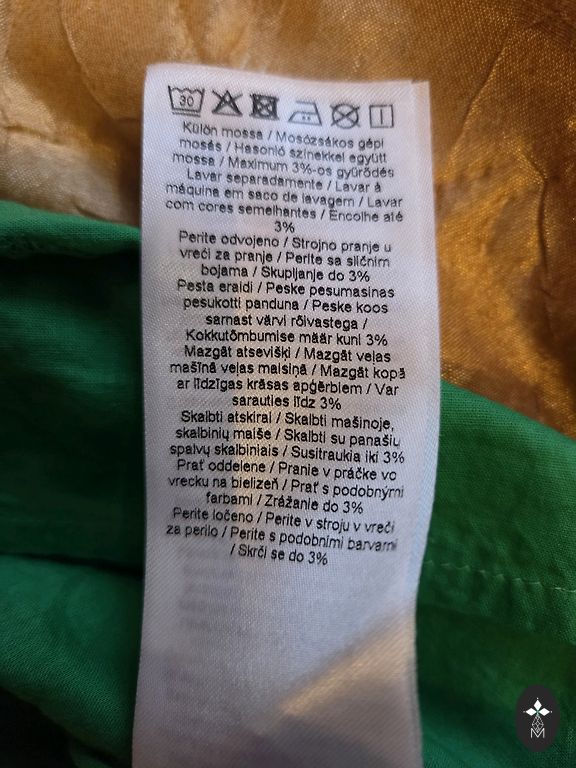 30
Külön mossa / Mosózsákos gépi
mosés / Hasonló színekkel együtt
mossa / Maximum 3%-os gyűrődés
Lavar separadamente / Lavar à
máquina em saco de lavagem / Lavar
com cores semelhantes / Encolhe até
3%
Perite odvojeno / Strojno pranje u
vreći za pranje / Perite sa sličnim
bojama / Skupljanje do 3%
Pesta eraldi / Peske pesumasinas
pesukotti panduna / Peske koos
sarnast värvi rõivastega /
Kokkutõmbumise määr kuni 3%
Mazgāt atsevišķi / Mazgāt veļas
mašīnā veļas maisiņā / Mazgāt kopā
ar līdzīgas krāsas apģērbiem / Var
sarauties līdz 3%
Skalbti atskirai / Skalbti mašinoje,
skalbinių maiše / Skalbti su panašių
spalvų skalbiniais / Susitraukia iki 3%
Prať oddelene / Pranie v práčke vo
vrecku na bielizeň / Prať s podobnými
farbami / Zrážanie do 3%
Perite ločeno / Perite v stroju v vreči
za perilo / Perite s podobnimi barvami
/ Skrči se do 3%
M